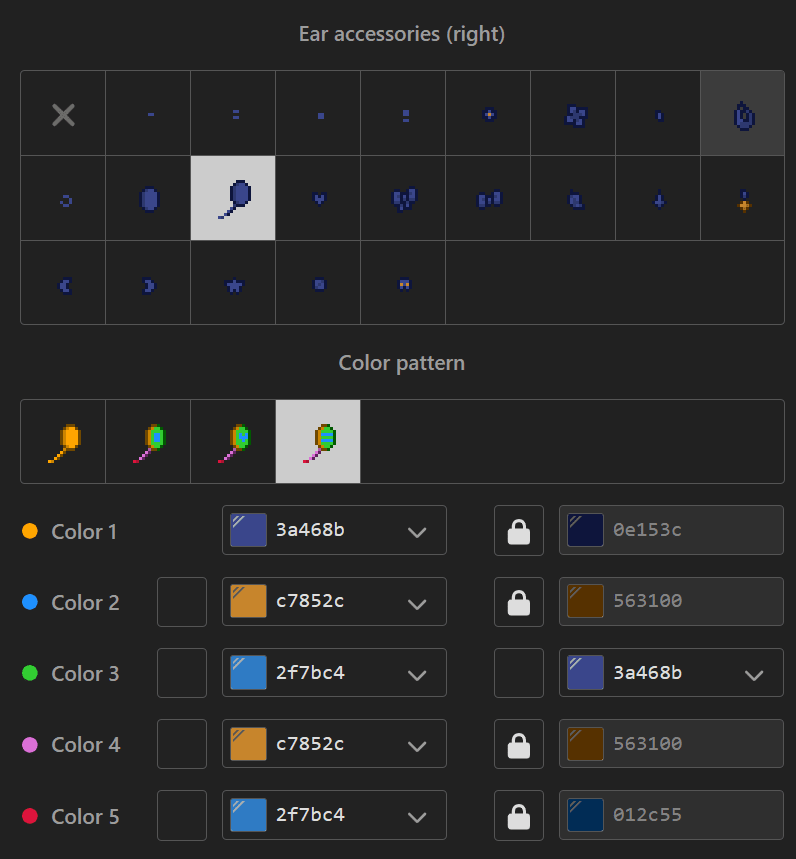 Ear accessories (right)
Color pattern
Color 1 3a468b 0e153c
Color 2 c7852c 563100
Color 3 2f7bc4 3a468b
Color 4 c7852c 563100
Color 5 2f7bc4 012c55